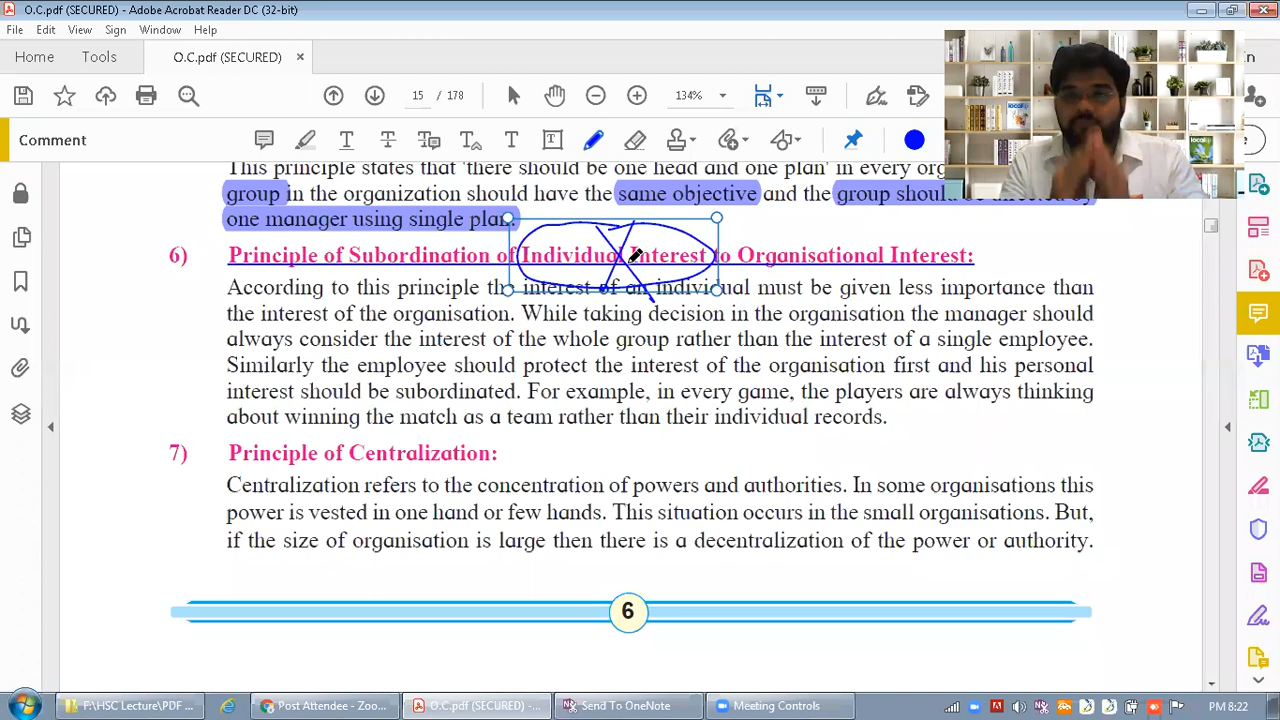 O.C.pdf (SECURED) - Adobe Acrobat Reader DC (32-bit)
File Edit View Sign Window Help
Home Tools O.C.pdf (SECURED) ×
15 / 178 134%
Comment
This principle states that 'there should be one head and one plan' in every
group in the organization should have the same objective and the group should be directed by
one manager using single plan.
6) Principle of Subordination of Individual Interest to Organisational Interest:
According to this principle the interest of an individual must be given less importance than
the interest of the organisation. While taking decision in the organisation the manager should
always consider the interest of the whole group rather than the interest of a single employee.
Similarly the employee should protect the interest of the organisation first and his personal
interest should be subordinated. For example, in every game, the players are always thinking
about winning the match as a team rather than their individual records.
7) Principle of Centralization:
Centralization refers to the concentration of powers and authorities. In some organisations this
power is vested in one hand or few hands. This situation occurs in the small organisations. But,
if the size of organisation is large then there is a decentralization of the power or authority.
6
F:\HSC Lecture\PDF ... Post Attendee - Zoo... O.C.pdf (SECURED) -... Send To OneNote Meeting Controls PM 8:22